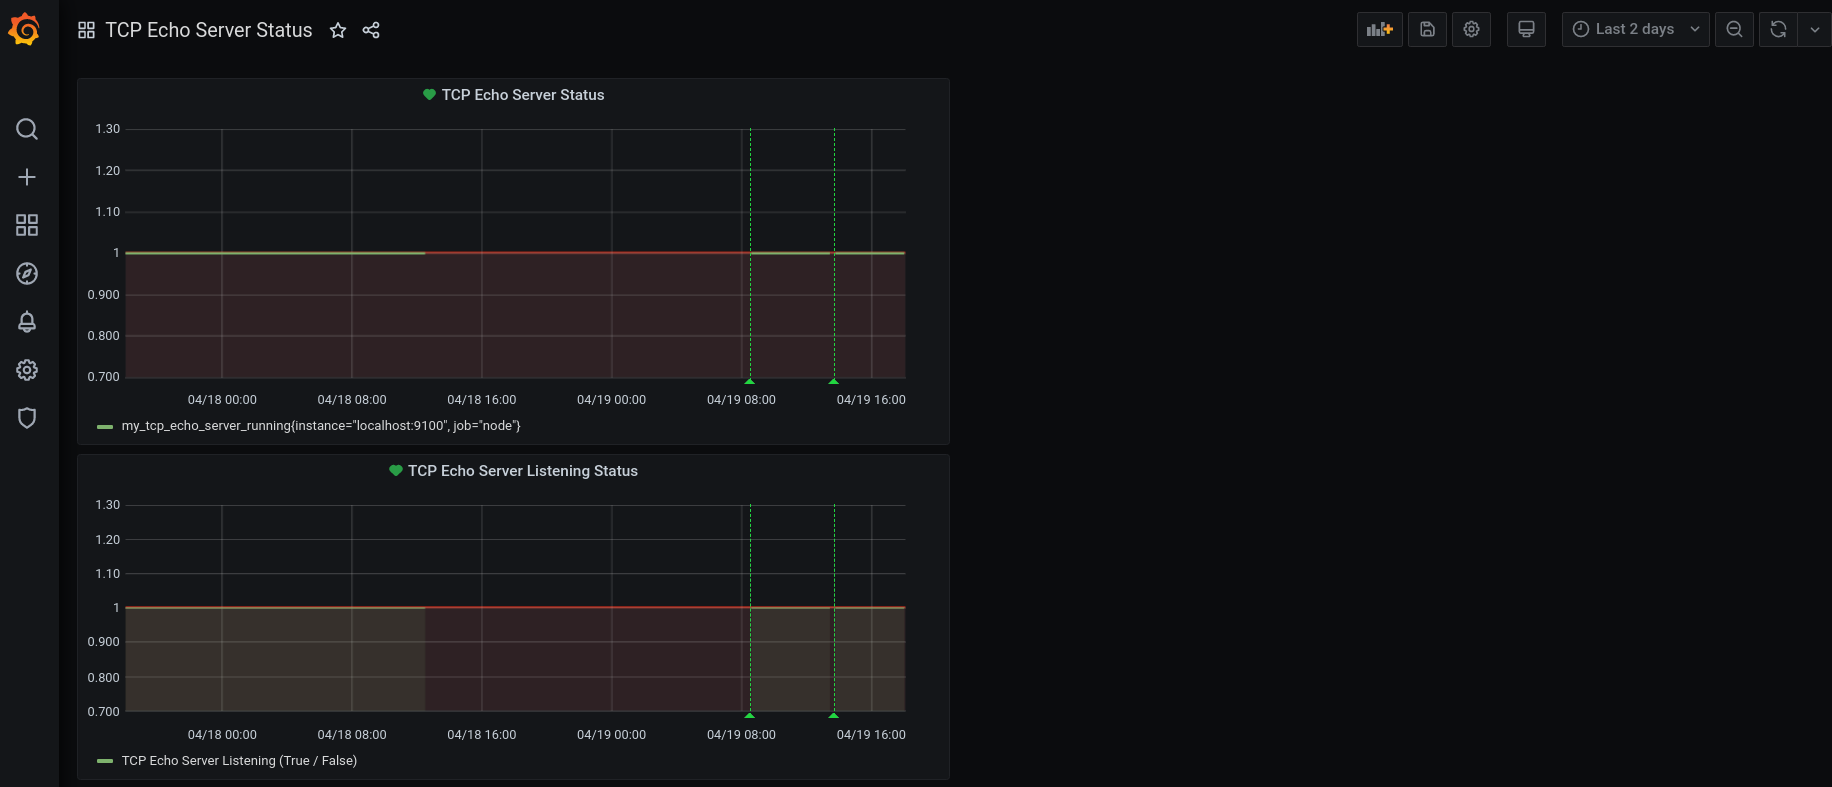 TCP Echo Server Status
Last 2 days
TCP Echo Server Status
1.30
1.20
1.10
1
0.900
0.800
0.700
04/18 00:00 04/18 08:00 04/18 16:00 04/19 00:00 04/19 08:00 04/19 16:00
my_tcp_echo_server_running{instance="localhost:9100", job="node"}
TCP Echo Server Listening Status
1.30
1.20
1.10
1
0.900
0.800
0.700
04/18 00:00 04/18 08:00 04/18 16:00 04/19 00:00 04/19 08:00 04/19 16:00
TCP Echo Server Listening (True / False)